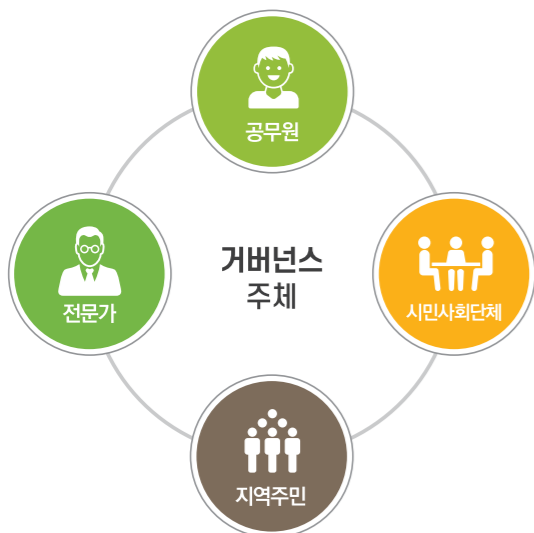 공무원
전문가
거버넌스
주체
시민사회단체
지역주민